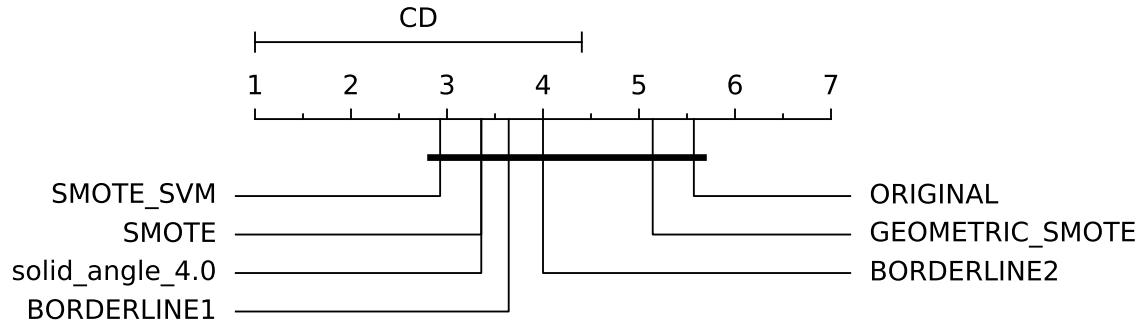 CD
1 2 3 4 5 6 7
SMOTE_SVM ORIGINAL
SMOTE GEOMETRIC_SMOTE
solid_angle_4.0 BORDERLINE2
BORDERLINE1